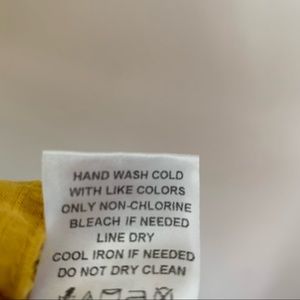 HAND WASH COLD
WITH LIKE COLORS
ONLY NON-CHLORINE
BLEACH IF NEEDED
LINE DRY
COOL IRON IF NEEDED
DO NOT DRY CLEAN